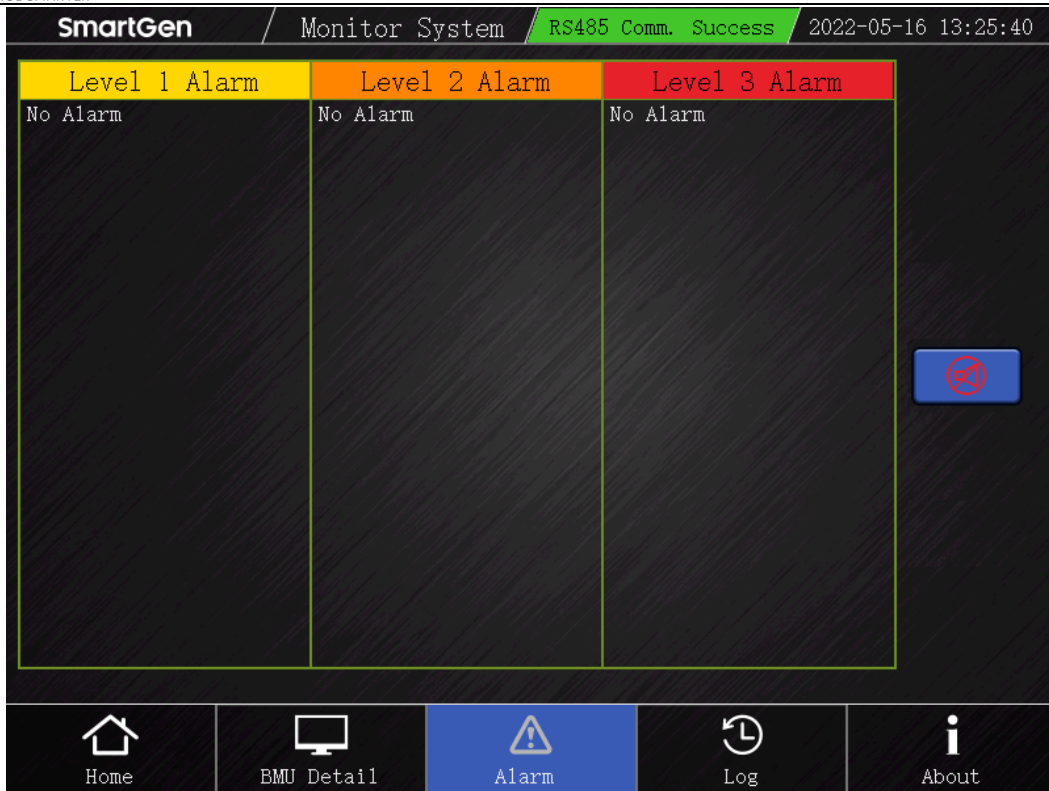 SmartGen
Monitor System
RS485 Comm. Success
2022-05-16 13:25:40
Level 1 Alarm
Level 2 Alarm
Level 3 Alarm
No Alarm
No Alarm
No Alarm
Home
BMU Detail
Alarm
Log
About